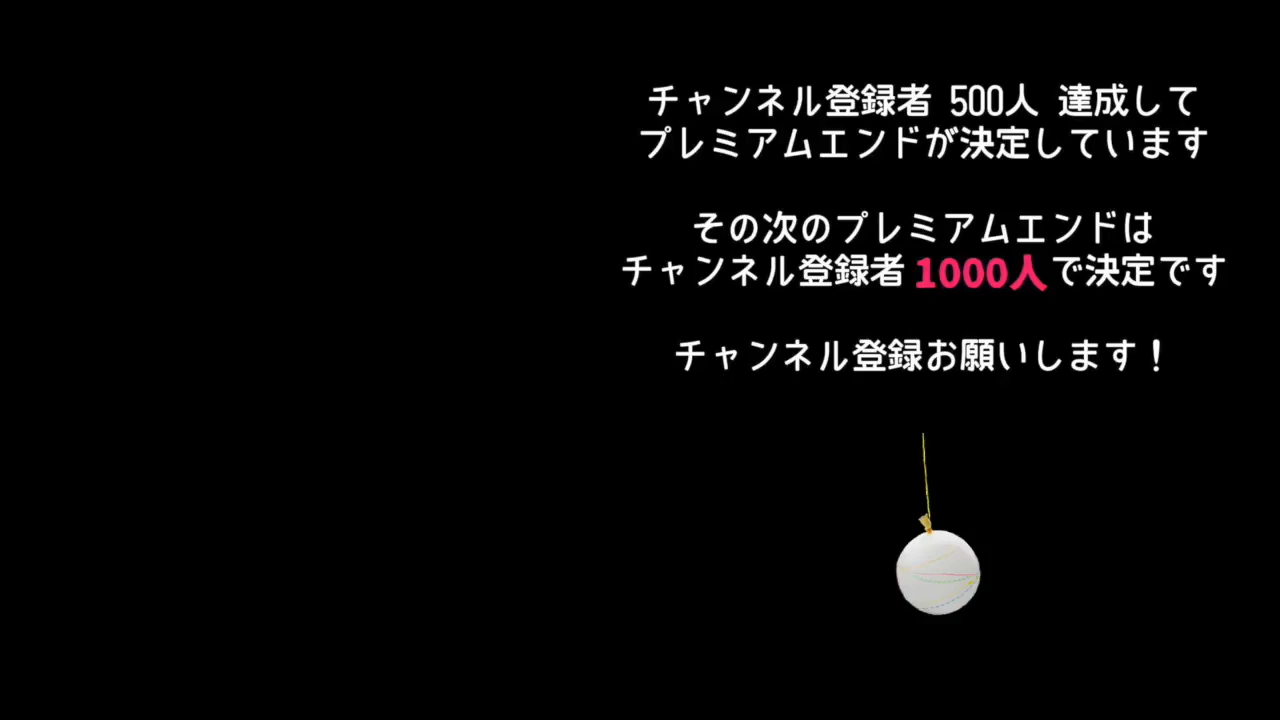 チャンネル登録者 500人 達成して
プレミアムエンドが決定しています
その次のプレミアムエンドは
チャンネル登録者 1000人で決定です
チャンネル登録お願いします！